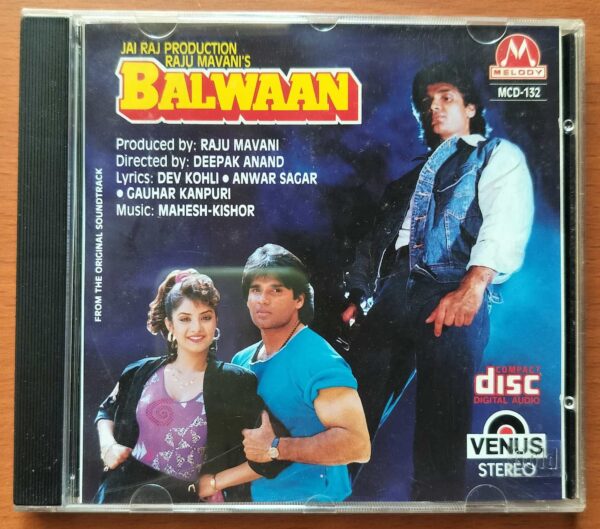 JAI RAJ PRODUCTION
RAJU MAVANI'S
BALWAAN
Produced by: RAJU MAVANI
Directed by: DEEPAK ANAND
Lyrics: DEV KOHLI • ANWAR SAGAR
• GAUHAR KANPURI
Music: MAHESH-KISHOR
FROM THE ORIGINAL SOUNDTRACK
M
MELODY
MCD-132
COMPACT
disc
DIGITAL AUDIO
VENUS
STEREO